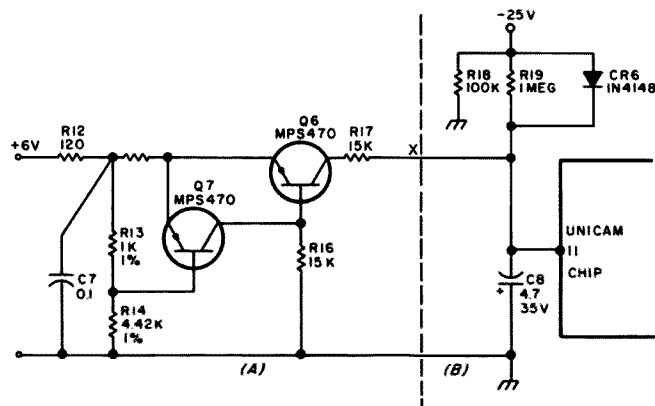 -25V
R18
100K
R19
1MEG
CR6
1N4148
Q6
MPS470
R17
15K
X
+6V
R12
120
Q7
MPS470
R13
1K
1%
R16
15K
C7
0.1
R14
4.42K
1%
UNICAM
11
CHIP
C8
4.7
35V
+
(A)
(B)